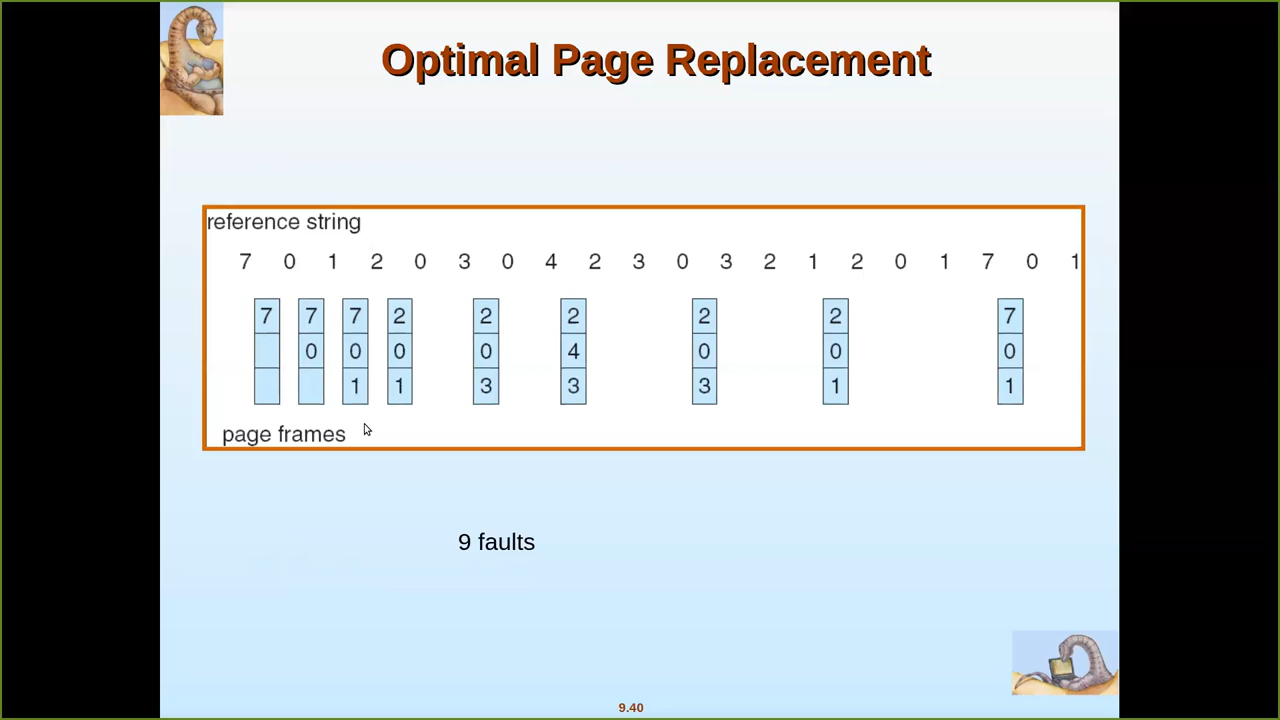 Optimal Page Replacement
reference string
7 0 1 2 0 3 0 4 2 3 0 3 2 1 2 0 1 7 0 1
7 7 7 2 2 2 2 2 7
0 0 0 0 4 0 0 0
1 1 3 3 3 1 1
page frames
9 faults
9.40